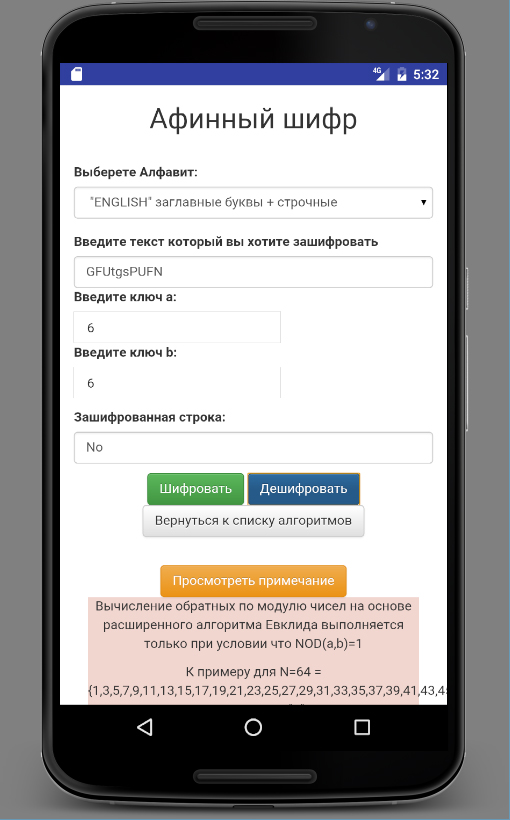 4G 5:32
Афинный шифр
Выберете Алфавит:
"ENGLISH" заглавные буквы + строчные
Введите текст который вы хотите зашифровать
GFUtgsPUFN
Введите ключ a:
6
Введите ключ b:
6
Зашифрованная строка:
No
Шифровать Дешифровать
Вернуться к списку алгоритмов
Просмотреть примечание
Вычисление обратных по модулю чисел на основе
расширенного алгоритма Евклида выполняется
только при условии что NOD(a,b)=1
К примеру для N=64 =
{1,3,5,7,9,11,13,15,17,19,21,23,25,27,29,31,33,35,37,39,41,43,45